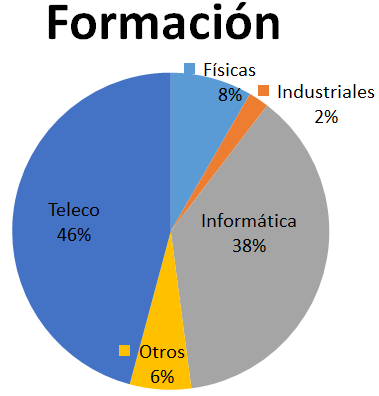 Formación
Físicas
8%
Industriales
2%
Informática
38%
Otros
6%
Teleco
46%